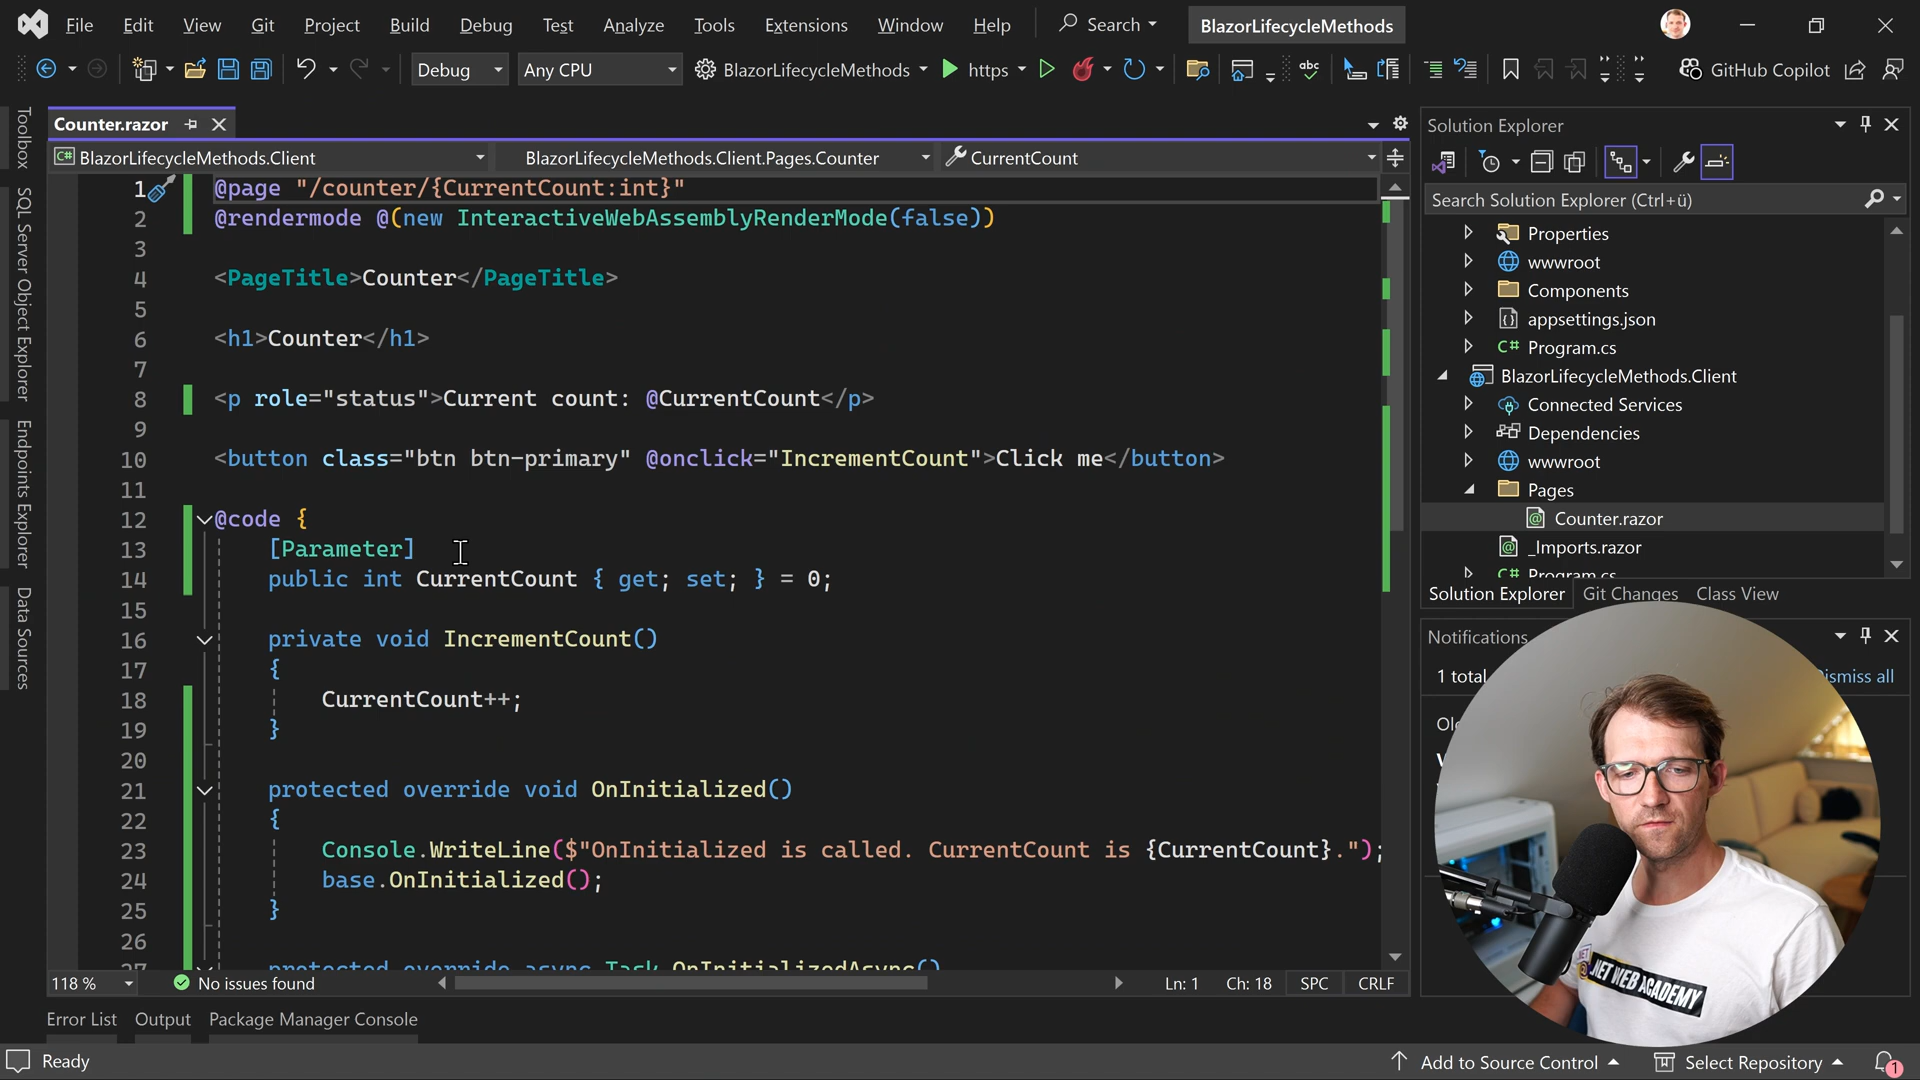 File Edit View Git Project Build Debug Test Analyze Tools Extensions Window Help Search BlazorLifecycleMethods
Debug Any CPU BlazorLifecycleMethods https GitHub Copilot
Counter.razor
BlazorLifecycleMethods.Client BlazorLifecycleMethods.Client.Pages.Counter CurrentCount
Toolbox
SQL Server Object Explorer
Endpoints Explorer
Data Sources
1 @page "/counter/{CurrentCount:int}"
2 @rendermode @(new InteractiveWebAssemblyRenderMode(false))
3
4 <PageTitle>Counter</PageTitle>
5
6 <h1>Counter</h1>
7
8 <p role="status">Current count: @CurrentCount</p>
9
10 <button class="btn btn-primary" @onclick="IncrementCount">Click me</button>
11
12 @code {
13 [Parameter]
14 public int CurrentCount { get; set; } = 0;
15
16 private void IncrementCount()
17 {
18 CurrentCount++;
19 }
20
21 protected override void OnInitialized()
22 {
23 Console.WriteLine($"OnInitialized is called. CurrentCount is {CurrentCount}.");
24 base.OnInitialized();
25 }
26
27 protected override async Task OnInitializedAsync()
118 % No issues found Ln: 1 Ch: 18 SPC CRLF
Solution Explorer
Search Solution Explorer (Ctrl+ü)
Properties
wwwroot
Components
appsettings.json
C# Program.cs
BlazorLifecycleMethods.Client
Connected Services
Dependencies
wwwroot
Pages
Counter.razor
_Imports.razor
C# Program.cs
Solution Explorer Git Changes Class View
Notifications
1 total
.NET WEB ACADEMY
Error List Output Package Manager Console
Ready Add to Source Control Select Repository 1